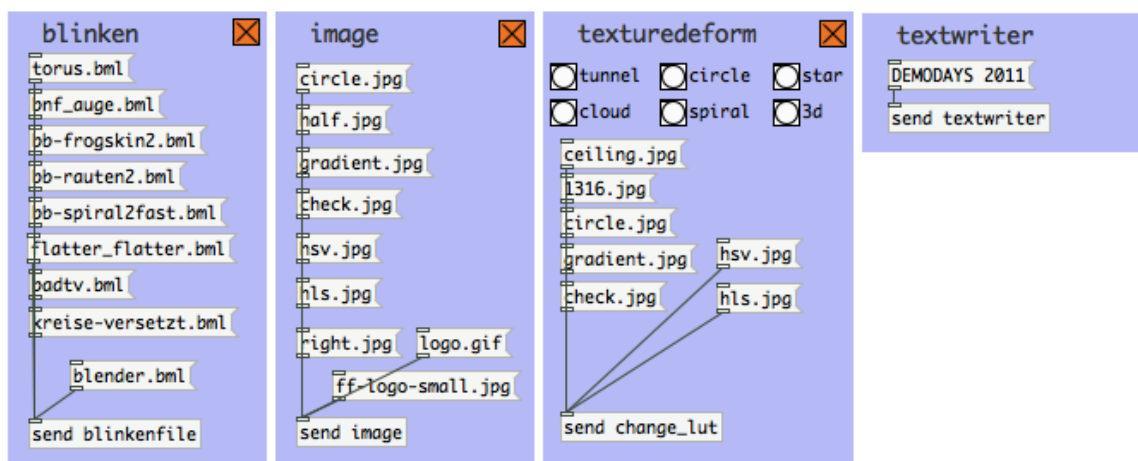 blinken
torus.bml
bnf_auge.bml
bb-frogskin2.bml
bb-rauten2.bml
bb-spiral2fast.bml
flatter_flatter.bml
badtv.bml
kreise-versetzt.bml
blender.bml
send blinkenfile
image
circle.jpg
half.jpg
gradient.jpg
check.jpg
hsv.jpg
hls.jpg
right.jpg
logo.gif
ff-logo-small.jpg
send image
texturedeform
tunnel circle star
cloud spiral 3d
ceiling.jpg
1316.jpg
circle.jpg
gradient.jpg
hsv.jpg
check.jpg
hls.jpg
send change_lut
textwriter
DEMODAYS 2011
send textwriter